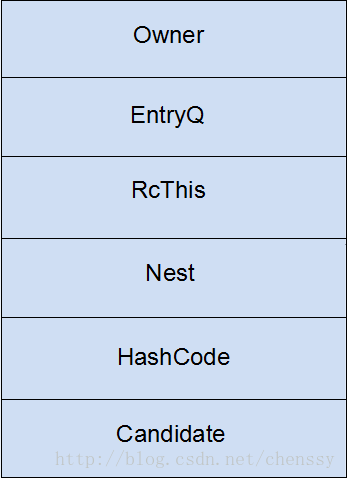 Owner
EntryQ
RcThis
Nest
HashCode
Candidate
http://blog.csdn.net/chenssy